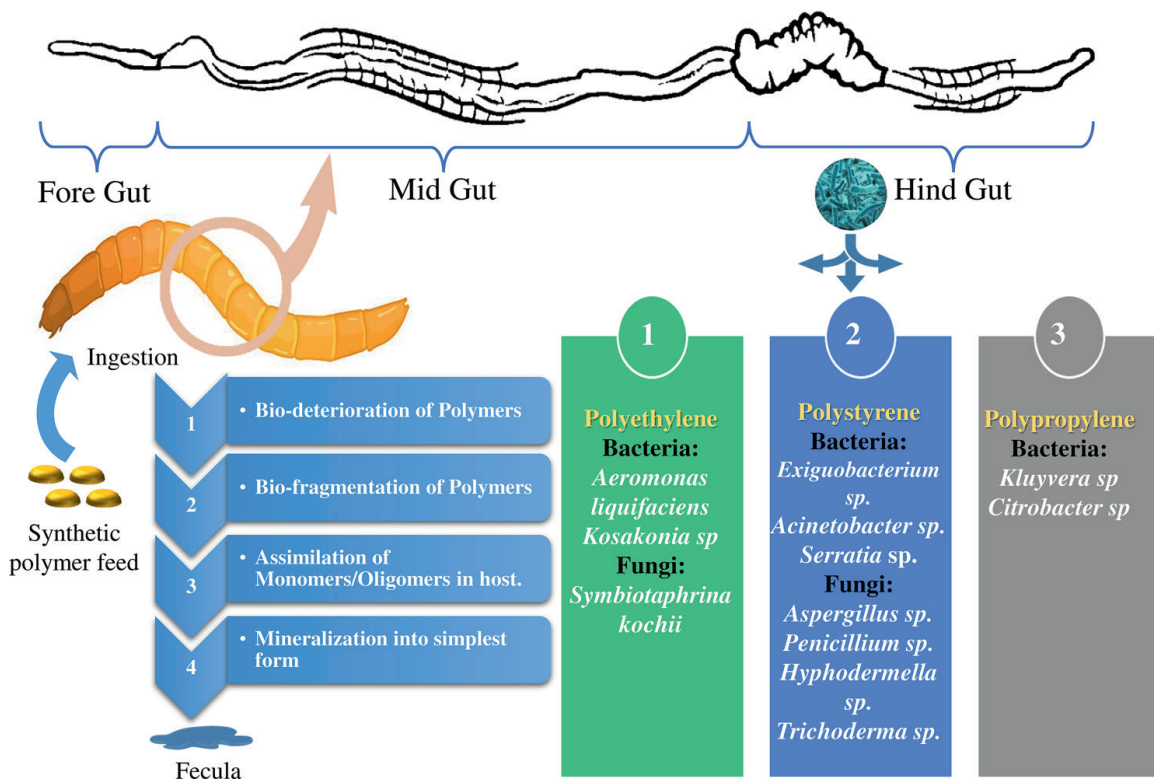 Fore Gut
Mid Gut
Hind Gut
Ingestion
Synthetic
polymer feed
1
• Bio-deterioration of Polymers
2
• Bio-fragmentation of Polymers
3
• Assimilation of
Monomers/Oligomers in host.
4
• Mineralization into simplest
form
Fecula
1
Polyethylene
Bacteria:
Aeromonas
liquifaciens
Kosakonia sp
Fungi:
Symbiotaphrina
kochii
2
Polystyrene
Bacteria:
Exiguobacterium
sp.
Acinetobacter sp.
Serratia sp.
Fungi:
Aspergillus sp.
Penicillium sp.
Hyphodermella
sp.
Trichoderma sp.
3
Polypropylene
Bacteria:
Kluyvera sp
Citrobacter sp